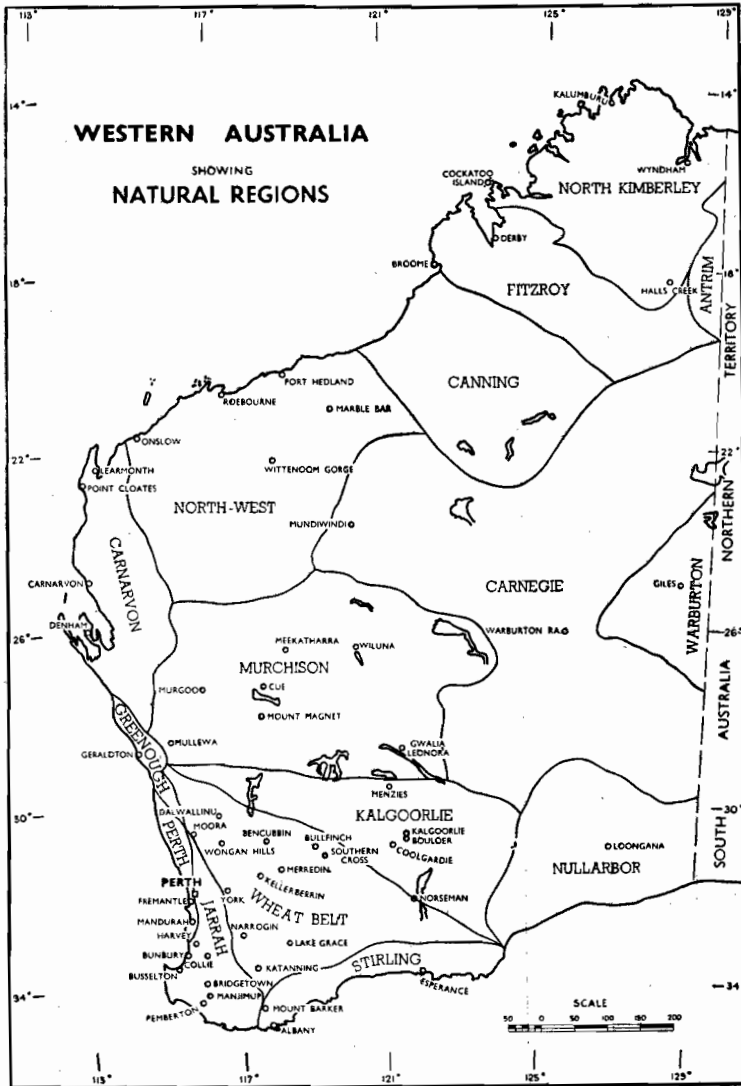 113° 117° 121° 125° 129°
14° 14°
WESTERN AUSTRALIA
SHOWING
NATURAL REGIONS
KALUMBURU
WYNDHAM
COCKATOO
ISLAND
NORTH KIMBERLEY
DERBY
BROOME
18° 18°
FITZROY
HALLS CREEK
ANTRIM
TERRITORY
CANNING
PORT HEDLAND
ROEBOURNE
MARBLE BAR
ONSLOW
22° 22°
LEARMONTH
WITTENOOM GORGE
POINT CLOATES
NORTH-WEST
MUNDIWINDI
NORTHERN
CARNARVON
CARNARVON
CARNEGIE
GILES
WARBURTON
DENHAM
26° 26°
WARBURTON RA.
MEEKATHARRA
WILUNA
MURCHISON
MURGOO
CUE
MOUNT MAGNET
AUSTRALIA
GREENOUGH
MULLEWA
GERALDTON
GWALIA
LEONORA
MENZIES
30° 30°
DALWALLINU
KALGOORLIE
MOORA
PERTH
BENCUBBIN
BULLFINCH
KALGOORLIE
BOULDER
WONGAN HILLS
SOUTHERN
CROSS
COOLGARDIE
LOONGANA
SOUTH
MERREDIN
KELLERBERRIN
NULLARBOR
PERTH
FREMANTLE
YORK
NORSEMAN
WHEAT BELT
MANDURAH
JARRAH
HARVEY
NARROGIN
LAKE GRACE
BUNBURY
COLLIE
BUSSELTON
KATANNING
STIRLING
ESPERANCE
BRIDGETOWN
34° 34°
MANJIMUP
PEMBERTON
MOUNT BARKER
ALBANY
SCALE
50 0 50 100 150 200
113° 117° 121° 125° 129°